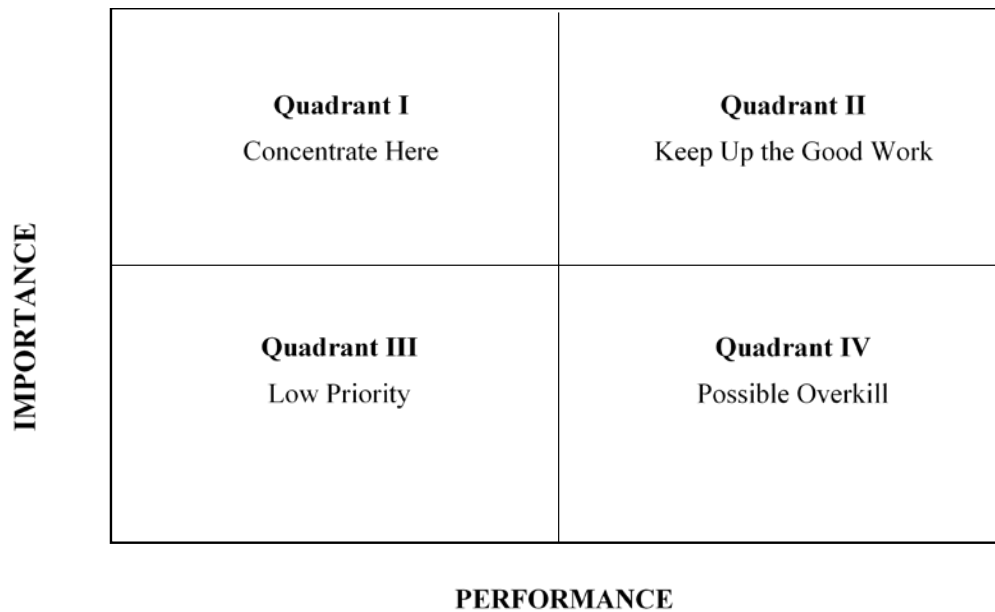 Quadrant I
Concentrate Here
Quadrant II
Keep Up the Good Work
IMPORTANCE
Quadrant III
Low Priority
Quadrant IV
Possible Overkill
PERFORMANCE